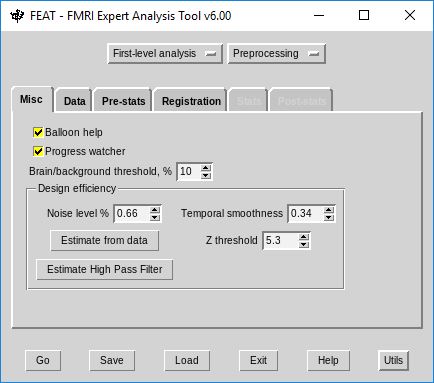 FEAT - FMRI Expert Analysis Tool v6.00
First-level analysis Preprocessing
Misc Data Pre-stats Registration Stats Post-stats
Balloon help
Progress watcher
Brain/background threshold, % 10
Design efficiency
Noise level % 0.66 Temporal smoothness 0.34
Estimate from data Z threshold 5.3
Estimate High Pass Filter
Go Save Load Exit Help Utils